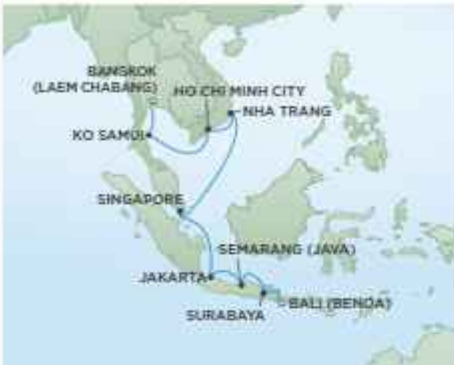 BANGKOK
(LAEM CHABANG)
HO CHI MINH CITY
NHA TRANG
KO SAMUI
SINGAPORE
SEMARANG (JAVA)
JAKARTA
BALI (BENOA)
SURABAYA